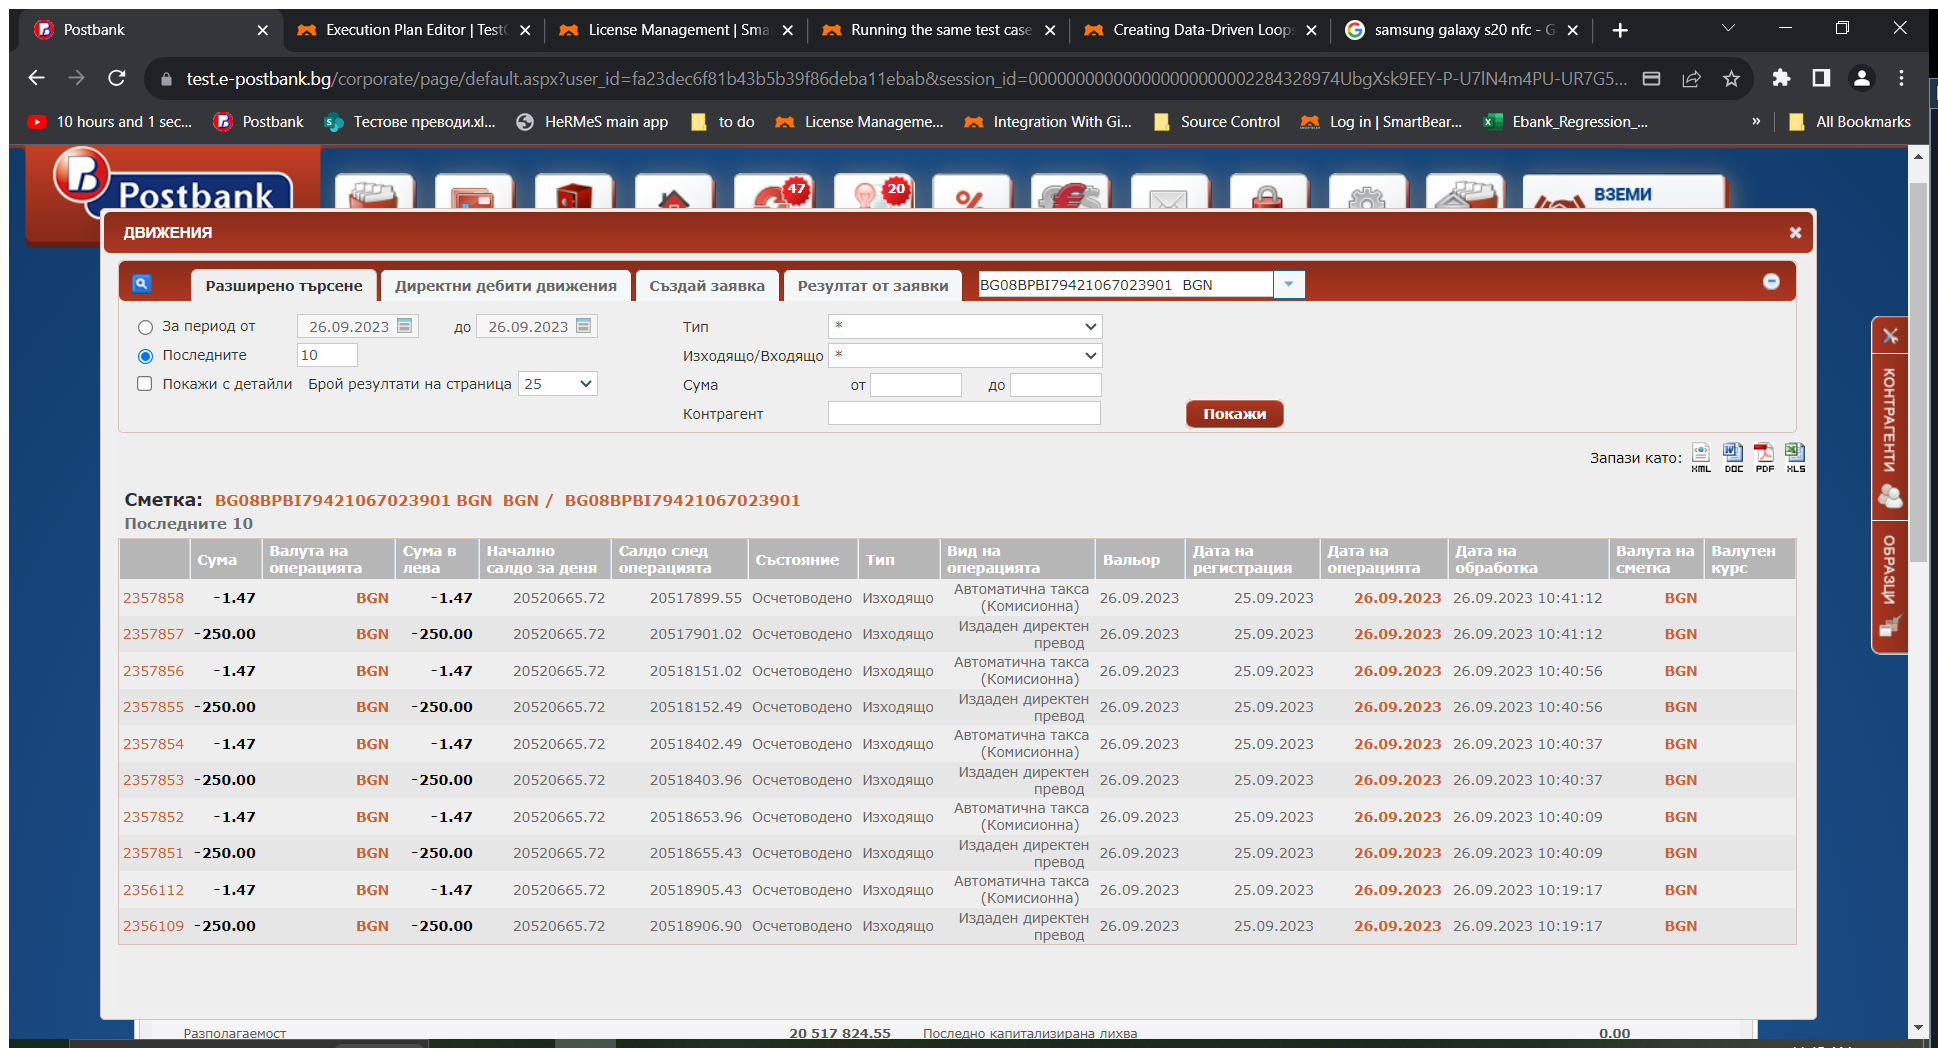 Postbank
Execution Plan Editor | Test
License Management | Sma
Running the same test case
Creating Data-Driven Loop
samsung galaxy s20 nfc - G
test.e-postbank.bg/corporate/page/default.aspx?user_id=fa23dec6f81b43b5b39f86deba11ebab&session_id=0000000000000000000002284328974UbgXsk9EEY-P-U7lN4m4PU-UR7G5...
10 hours and 1 sec...
Postbank
Тестове преводи.xl...
HeRMeS main app
to do
License Manageme...
Integration With Gi...
Source Control
Log in | SmartBear...
Ebank_Regression_...
»
All Bookmarks
Postbank
47
20
ВЗЕМИ
ДВИЖЕНИЯ
Разширено търсене
Директни дебити движения
Създай заявка
Резултат от заявки
BG08BPBI79421067023901 BGN
За период от 26.09.2023 до 26.09.2023
Тип *
Последните 10
Изходящо/Входящо *
Покажи с детайли Брой резултати на страница 25
Сума от до
Контрагент
Покажи
КОНТРАГЕНТИ
ОБРАЗЦИ
Запази като: XML DOC PDF XLS
Сметка: BG08BPBI79421067023901 BGN BGN / BG08BPBI79421067023901
Последните 10
Сума Валута на операцията Сума в лева Начално салдо за деня Салдо след операцията Състояние Тип Вид на операцията Вальор Дата на регистрация Дата на операцията Дата на обработка Валута на сметка Валутен курс
2357858 -1.47 BGN -1.47 20520665.72 20517899.55 Осчетоводено Изходящо Автоматична такса (Комисионна) 26.09.2023 25.09.2023 26.09.2023 26.09.2023 10:41:12 BGN
2357857 -250.00 BGN -250.00 20520665.72 20517901.02 Осчетоводено Изходящо Издаден директен превод 26.09.2023 25.09.2023 26.09.2023 26.09.2023 10:41:12 BGN
2357856 -1.47 BGN -1.47 20520665.72 20518151.02 Осчетоводено Изходящо Автоматична такса (Комисионна) 26.09.2023 25.09.2023 26.09.2023 26.09.2023 10:40:56 BGN
2357855 -250.00 BGN -250.00 20520665.72 20518152.49 Осчетоводено Изходящо Издаден директен превод 26.09.2023 25.09.2023 26.09.2023 26.09.2023 10:40:56 BGN
2357854 -1.47 BGN -1.47 20520665.72 20518402.49 Осчетоводено Изходящо Автоматична такса (Комисионна) 26.09.2023 25.09.2023 26.09.2023 26.09.2023 10:40:37 BGN
2357853 -250.00 BGN -250.00 20520665.72 20518403.96 Осчетоводено Изходящо Издаден директен превод 26.09.2023 25.09.2023 26.09.2023 26.09.2023 10:40:37 BGN
2357852 -1.47 BGN -1.47 20520665.72 20518653.96 Осчетоводено Изходящо Автоматична такса (Комисионна) 26.09.2023 25.09.2023 26.09.2023 26.09.2023 10:40:09 BGN
2357851 -250.00 BGN -250.00 20520665.72 20518655.43 Осчетоводено Изходящо Издаден директен превод 26.09.2023 25.09.2023 26.09.2023 26.09.2023 10:40:09 BGN
2356112 -1.47 BGN -1.47 20520665.72 20518905.43 Осчетоводено Изходящо Автоматична такса (Комисионна) 26.09.2023 25.09.2023 26.09.2023 26.09.2023 10:19:17 BGN
2356109 -250.00 BGN -250.00 20520665.72 20518906.90 Осчетоводено Изходящо Издаден директен превод 26.09.2023 25.09.2023 26.09.2023 26.09.2023 10:19:17 BGN
Разполагаемост 20 517 824.55 Последно капитализирана лихва 0.00